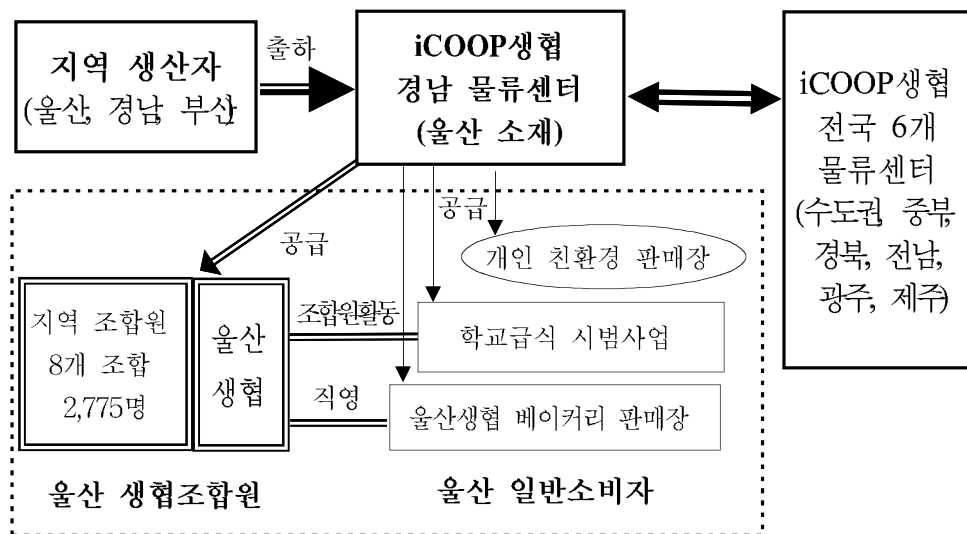 지역 생산자
(울산, 경남, 부산)
출하
iCOOP생협
경남 물류센터
(울산 소재)
iCOOP생협
전국 6개
물류센터
(수도권, 중부,
경북, 전남,
광주, 제주)
공급
공급
개인 친환경 판매장
지역 조합원
8개 조합
2,775명
울산
생협
조합원활동
학교급식 시범사업
직영
울산생협 베이커리 판매장
울산 생협조합원
울산 일반소비자